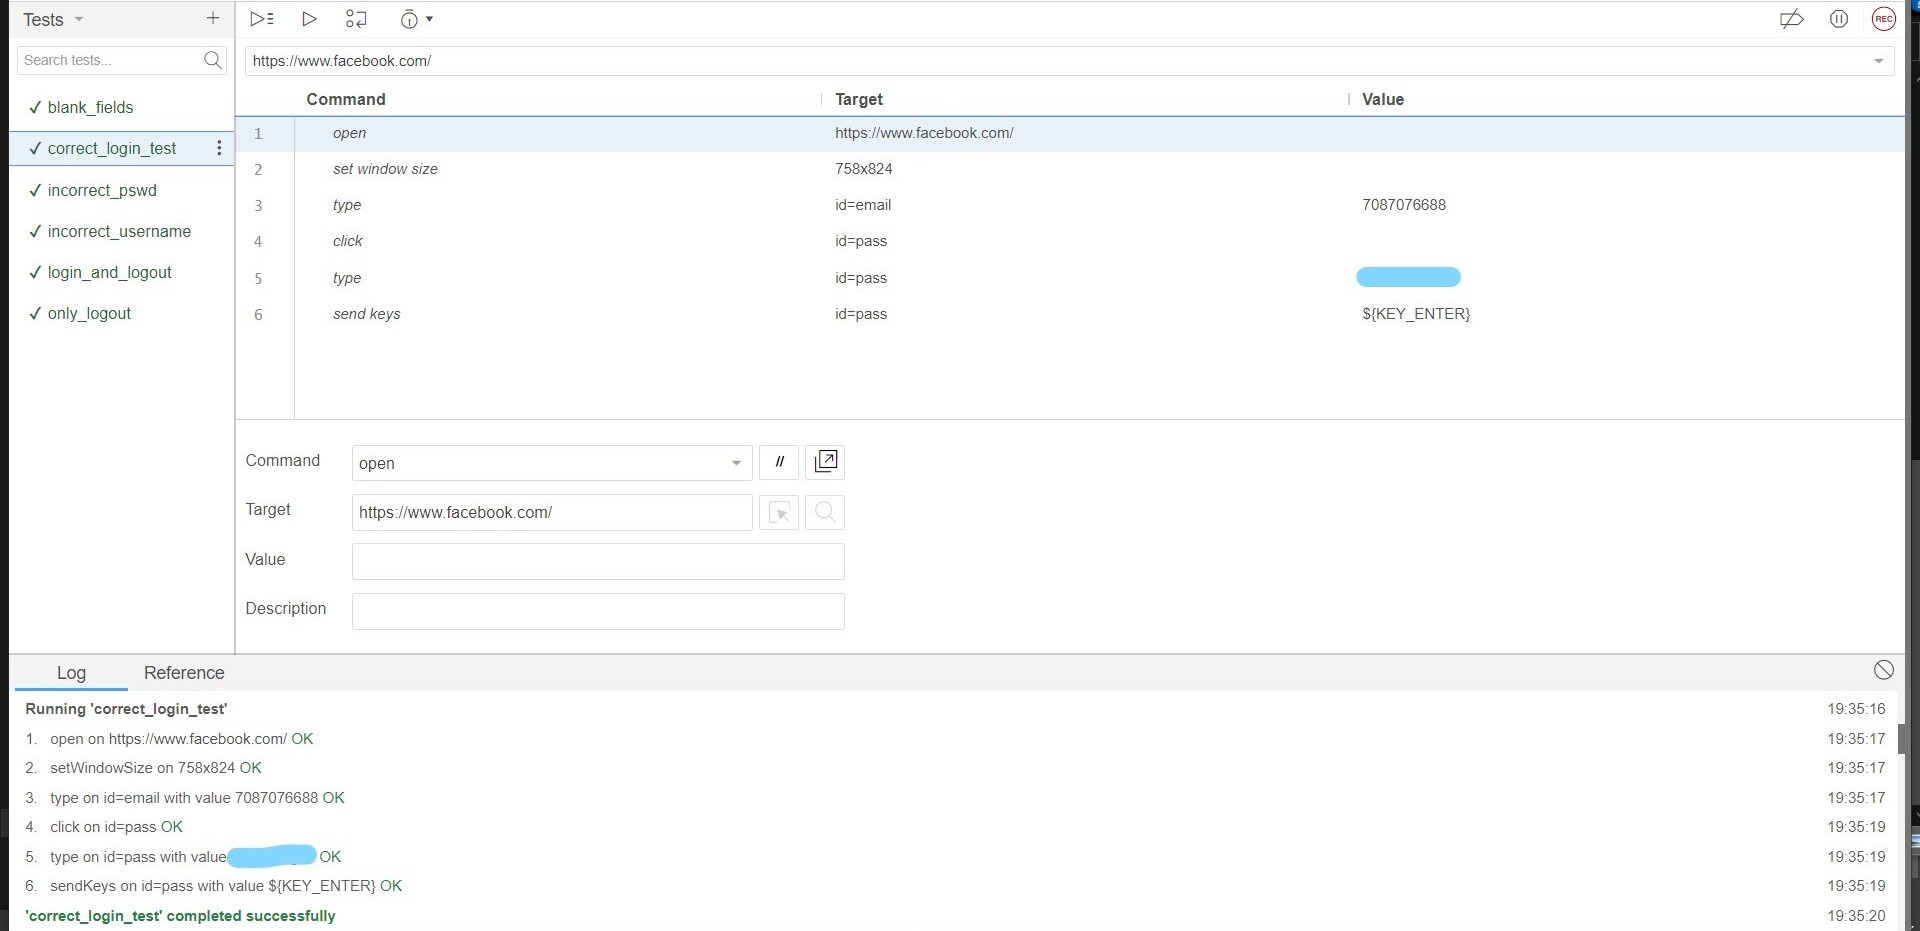 Tests
Search tests...
✓ blank_fields
✓ correct_login_test
✓ incorrect_pswd
✓ incorrect_username
✓ login_and_logout
✓ only_logout
REC
https://www.facebook.com/
Command Target Value
1 open https://www.facebook.com/
2 set window size 758x824
3 type id=email 7087076688
4 click id=pass
5 type id=pass
6 send keys id=pass ${KEY_ENTER}
Command open //
Target https://www.facebook.com/
Value
Description
Log Reference
Running 'correct_login_test' 19:35:16
1. open on https://www.facebook.com/ OK 19:35:17
2. setWindowSize on 758x824 OK 19:35:17
3. type on id=email with value 7087076688 OK 19:35:17
4. click on id=pass OK 19:35:19
5. type on id=pass with value OK 19:35:19
6. sendKeys on id=pass with value ${KEY_ENTER} OK 19:35:19
'correct_login_test' completed successfully 19:35:20